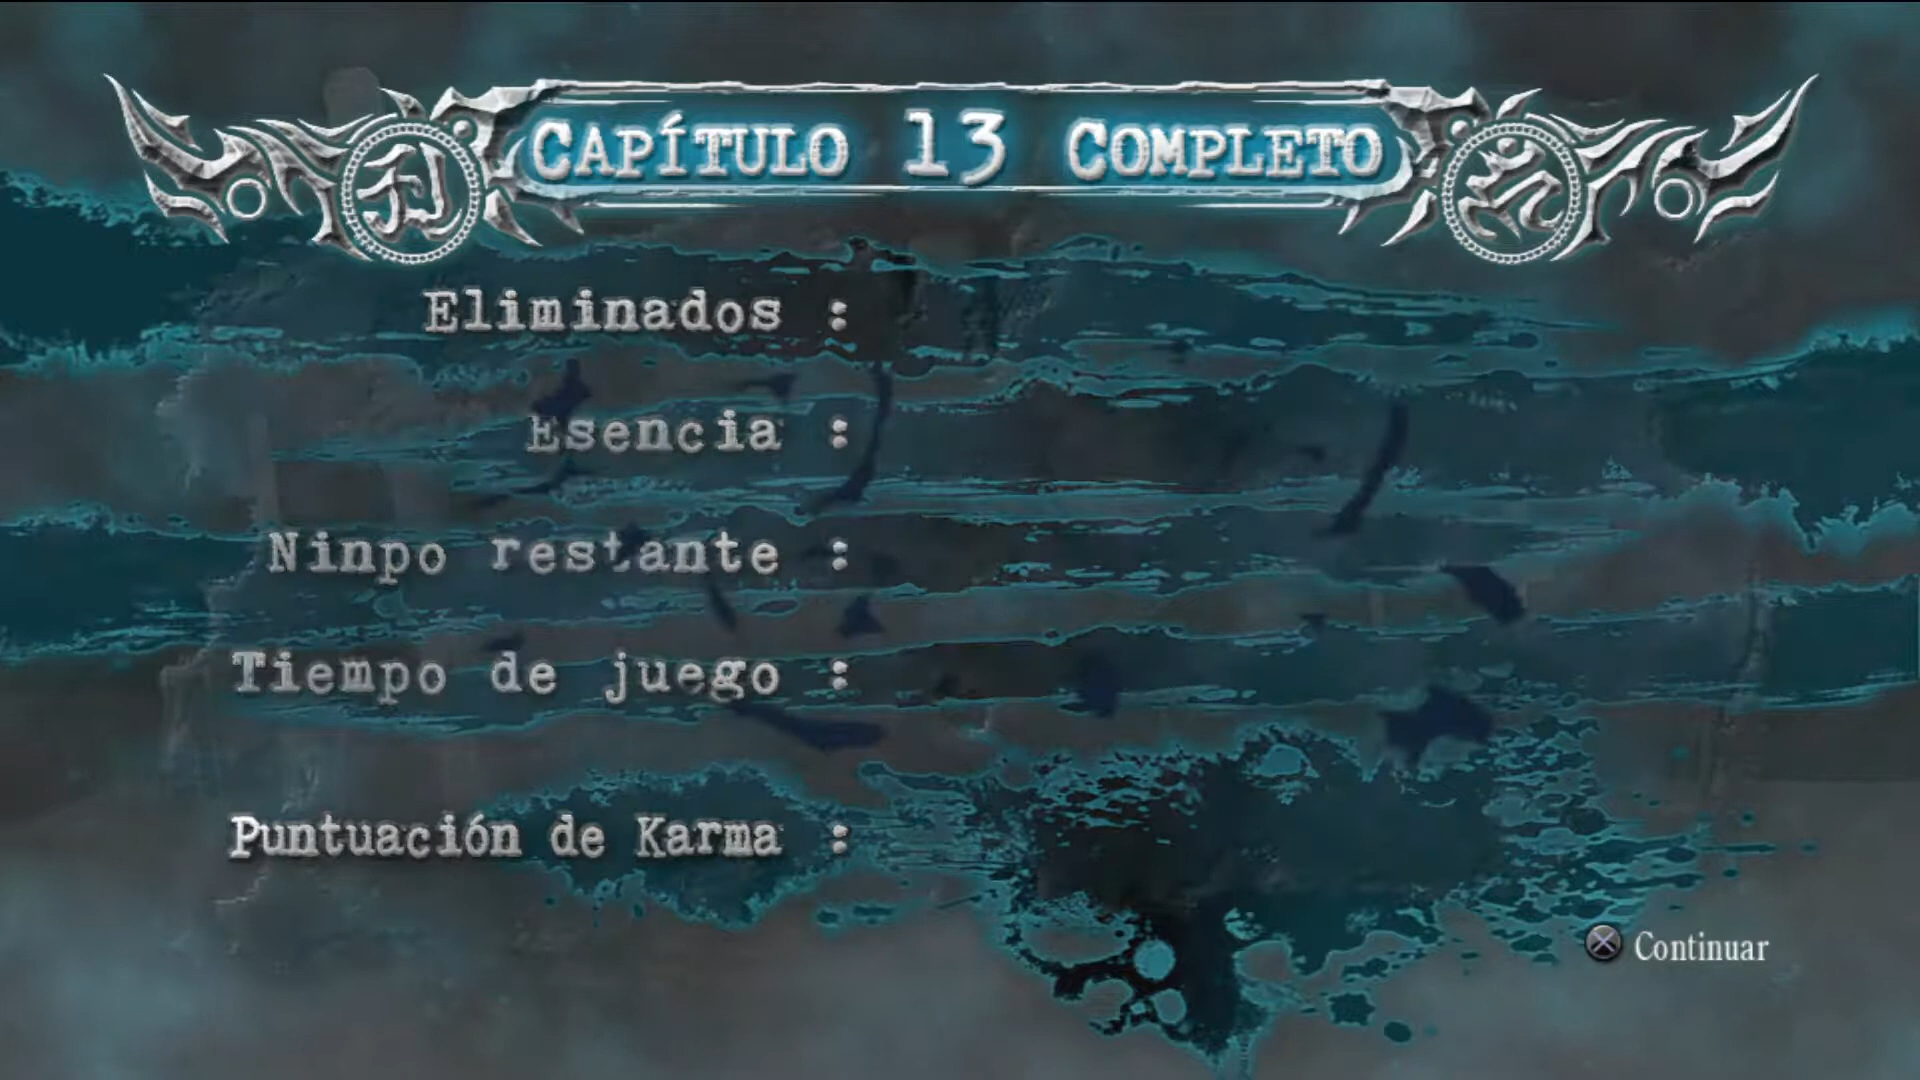 Capítulo 13 Completo
Eliminados :
Esencia :
Ninpo restante :
Tiempo de juego :
Puntuación de Karma :
Continuar